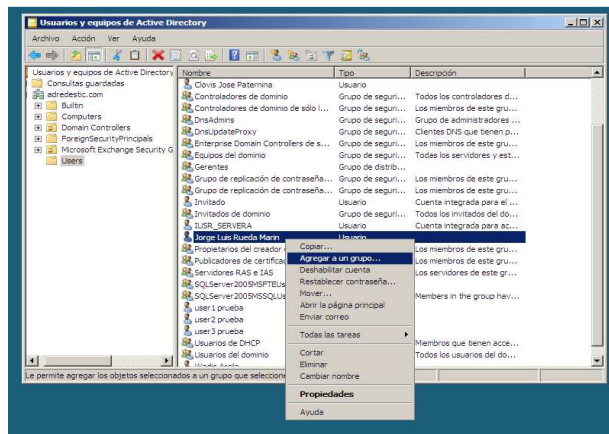 Usuarios y equipos de Active Directory
Archivo Acción Ver Ayuda
Usuarios y equipos de Active Directory
Consultas guardadas
adredestic.com
Builtin
Computers
Domain Controllers
ForeignSecurityPrincipals
Microsoft Exchange Security G
Users
Nombre Tipo Descripción
Clovis Jose Paternina Usuario
Controladores de dominio Grupo de seguri... Todos los controladores d...
Controladores de dominio de sólo l... Grupo de seguri... Los miembros de este gru...
DnsAdmins Grupo de seguri... Grupo de administradores ...
DnsUpdateProxy Grupo de seguri... Clientes DNS que tienen p...
Enterprise Domain Controllers de s... Grupo de seguri... Los miembros de este gru...
Equipos del dominio Grupo de seguri... Todas los servidores y est...
Gerentes Grupo de distrib...
Grupo de replicación de contraseña... Grupo de seguri... Los miembros de este gru...
Grupo de replicación de contraseña... Grupo de seguri... Los miembros de este gru...
Invitado Usuario Cuenta integrada para el ...
Invitados de dominio Grupo de seguri... Todos los invitados del do...
IUSR_SERVERA Usuario Cuenta integrada para ac...
Jorge Luis Rueda Marin Usuario
Propietarios del creador Los miembros de este gru...
Publicadores de certifica Los miembros de este gru...
Servidores RAS e IAS Los servidores de este gr...
SQLServer2005MSFTEUs
SQLServer2005MSSQLUs Members in the group hav...
user1 prueba
user2 prueba
user3 prueba
Usuarios de DHCP Miembros que tienen acce...
Usuarios del dominio Todos los usuarios del do...
Copiar...
Agregar a un grupo...
Deshabilitar cuenta
Restablecer contraseña...
Mover...
Abrir la página principal
Enviar correo
Todas las tareas
Cortar
Eliminar
Cambiar nombre
Propiedades
Ayuda
Le permite agregar los objetos seleccionados a un grupo que seleccione